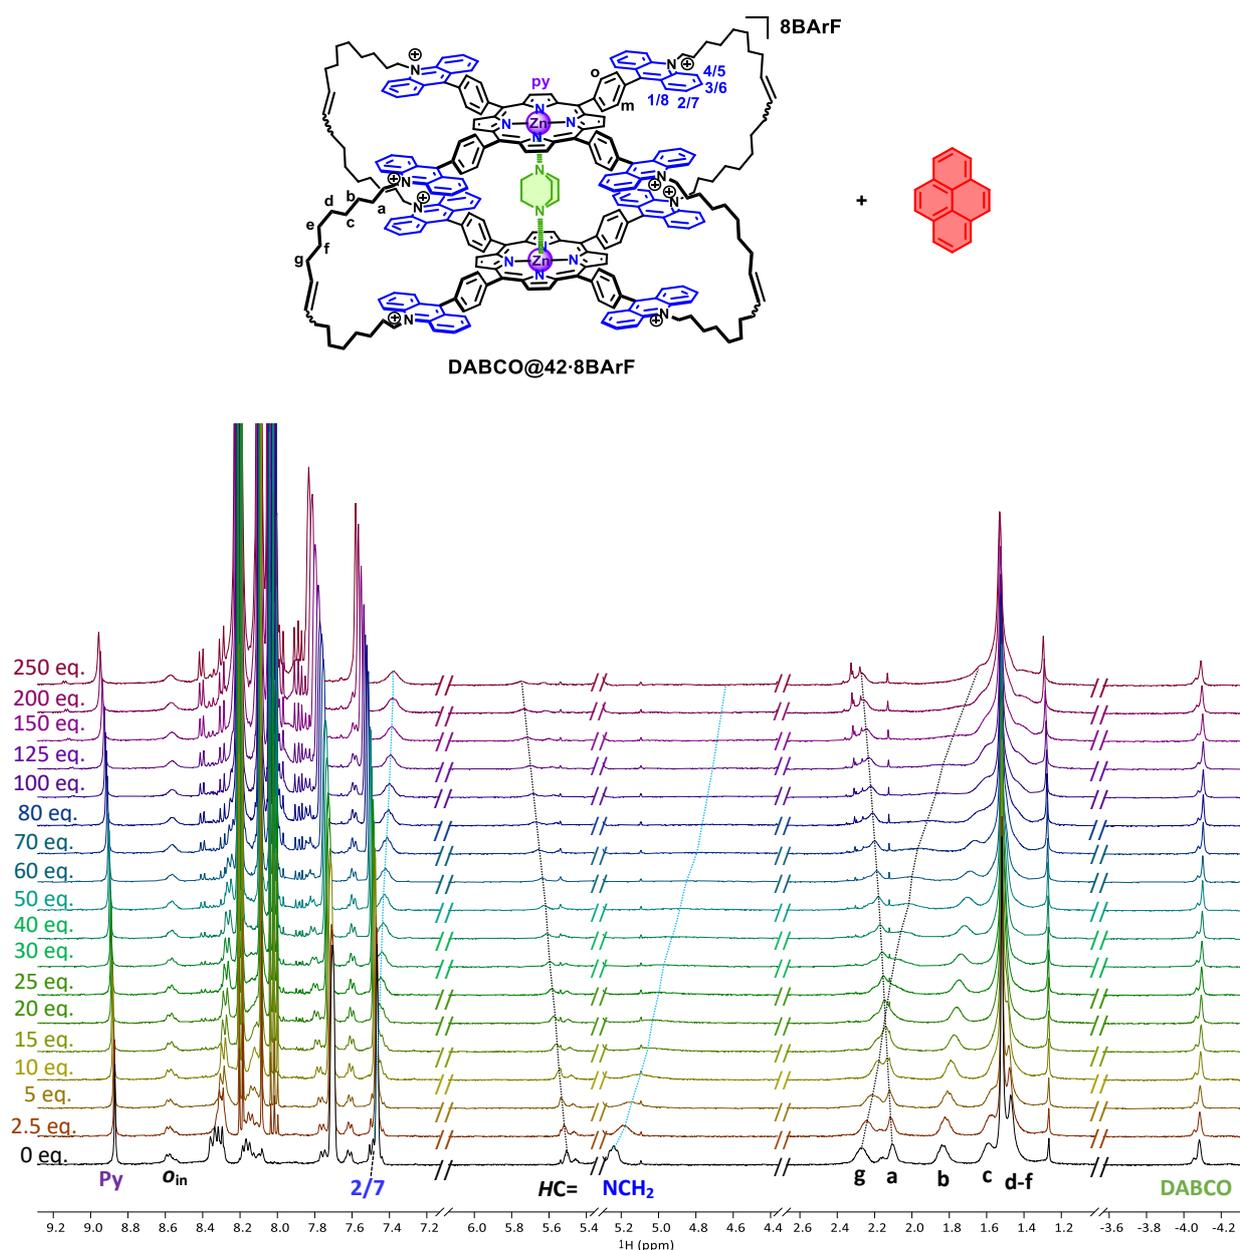 8BArF
N
⊕
N
⊕
4/5
3/6
1/8
2/7
py
o
m
N
Zn
N
N
N
N
⊕
N
⊕
N
⊕
N
⊕
N
N
d
b
c
a
e
f
g
+
N
Zn
N
N
N
⊕
N
N
⊕
DABCO@42·8BArF
250 eq.
200 eq.
150 eq.
125 eq.
100 eq.
80 eq.
70 eq.
60 eq.
50 eq.
40 eq.
30 eq.
25 eq.
20 eq.
15 eq.
10 eq.
5 eq.
2.5 eq.
0 eq.
Py
oin
2/7
HC=
NCH2
g
a
b
c
d-f
DABCO
9.2 9.0 8.8 8.6 8.4 8.2 8.0 7.8 7.6 7.4 7.2 6.0 5.8 5.6 5.4 5.2 5.0 4.8 4.6 4.4 2.6 2.4 2.2 2.0 1.8 1.6 1.4 1.2 -3.6 -3.8 -4.0 -4.2
1H (ppm)